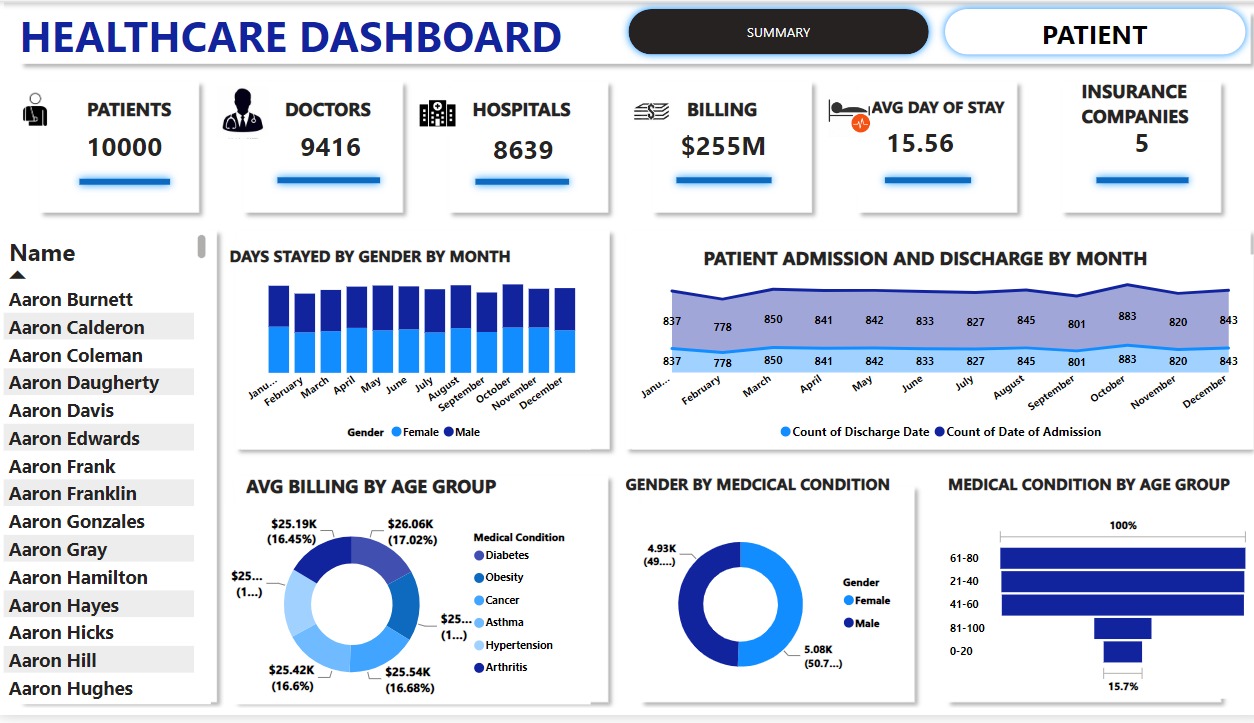 HEALTHCARE DASHBOARD
SUMMARY
PATIENT
PATIENTS
10000
DOCTORS
9416
HOSPITALS
8639
BILLING
$255M
AVG DAY OF STAY
15.56
INSURANCE
COMPANIES
5
Name
Aaron Burnett
Aaron Calderon
Aaron Coleman
Aaron Daugherty
Aaron Davis
Aaron Edwards
Aaron Frank
Aaron Franklin
Aaron Gonzales
Aaron Gray
Aaron Hamilton
Aaron Hayes
Aaron Hicks
Aaron Hill
Aaron Hughes
DAYS STAYED BY GENDER BY MONTH
Janu...
February
March
April
May
June
July
August
September
October
November
December
Gender Female Male
PATIENT ADMISSION AND DISCHARGE BY MONTH
837 778 850 841 842 833 827 845 801 883 820 843
837 778 850 841 842 833 827 845 801 883 820 843
Janu...
February
March
April
May
June
July
August
September
October
November
December
Count of Discharge Date Count of Date of Admission
AVG BILLING BY AGE GROUP
$25.19K
(16.45%)
$26.06K
(17.02%)
$25...
(1...)
$25...
(1...)
$25.42K
(16.6%)
$25.54K
(16.68%)
Medical Condition
Diabetes
Obesity
Cancer
Asthma
Hypertension
Arthritis
GENDER BY MEDCICAL CONDITION
4.93K
(49....)
5.08K
(50.7...)
Gender
Female
Male
MEDICAL CONDITION BY AGE GROUP
100%
61-80
21-40
41-60
81-100
0-20
15.7%